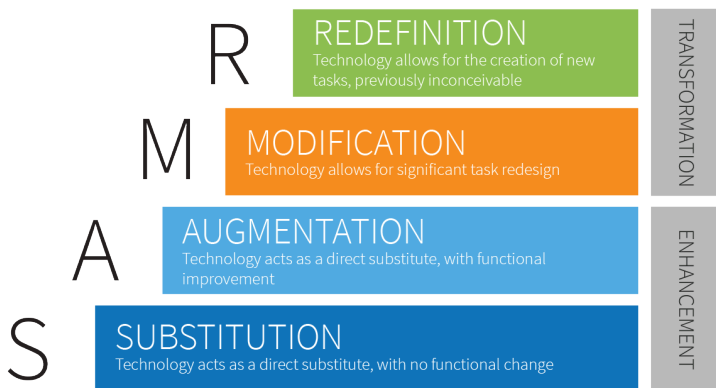 R
REDEFINITION
Technology allows for the creation of new
tasks, previously inconceivable
TRANSFORMATION
M
MODIFICATION
Technology allows for significant task redesign
A
AUGMENTATION
Technology acts as a direct substitute, with functional
improvement
ENHANCEMENT
S
SUBSTITUTION
Technology acts as a direct substitute, with no functional change